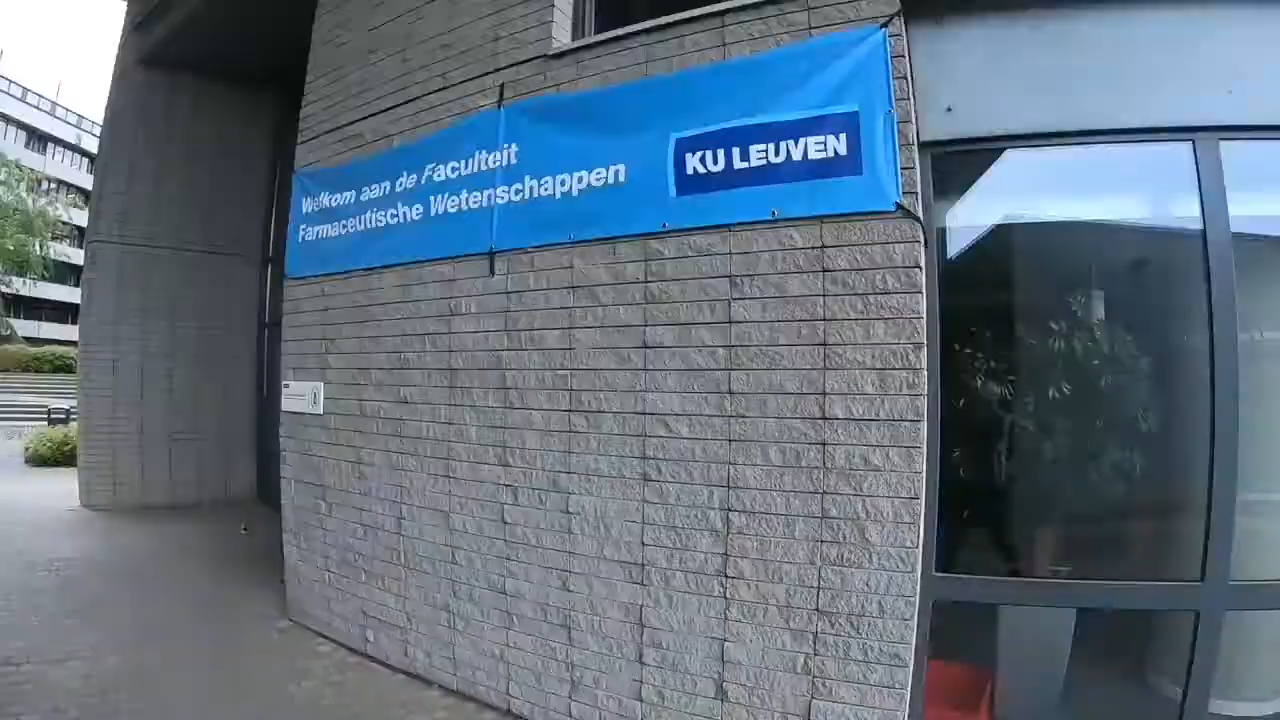 Welkom aan de Faculteit
Farmaceutische Wetenschappen
KU LEUVEN